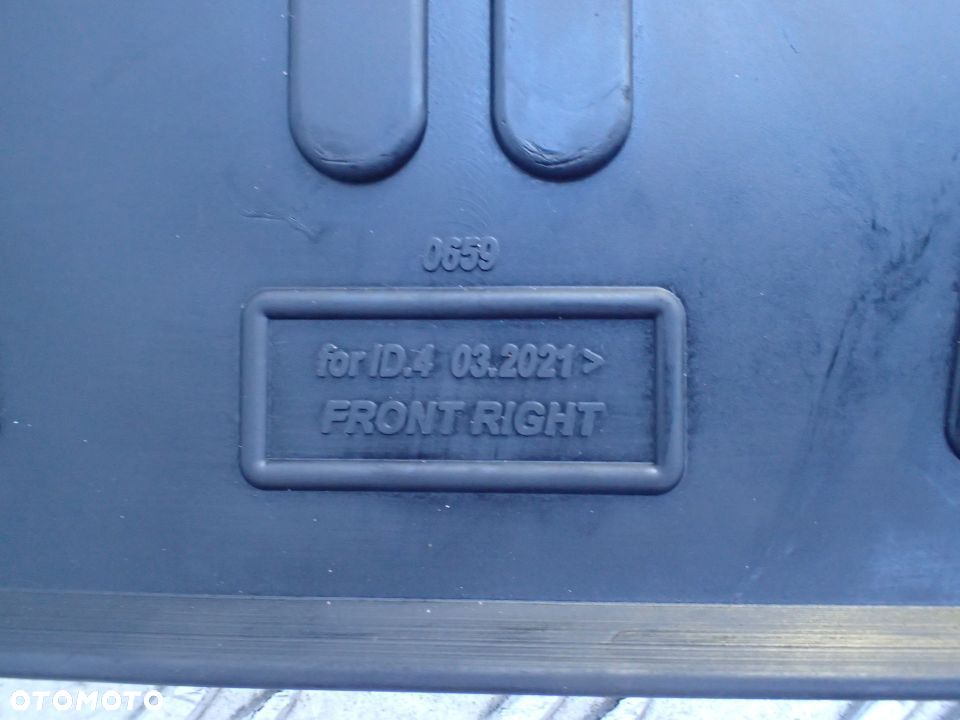 0659
for ID.4 03.2021 >
FRONT RIGHT
OTOMOTO